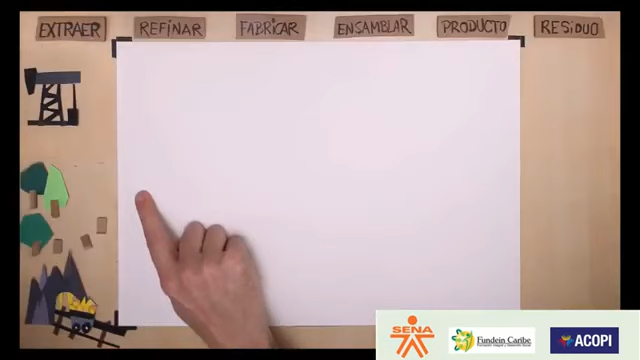 EXTRAER
REFINAR
FABRICAR
ENSAMBLAR
PRODUCTO
RESIDUO
SENA
Fundein Caribe
ACOPI